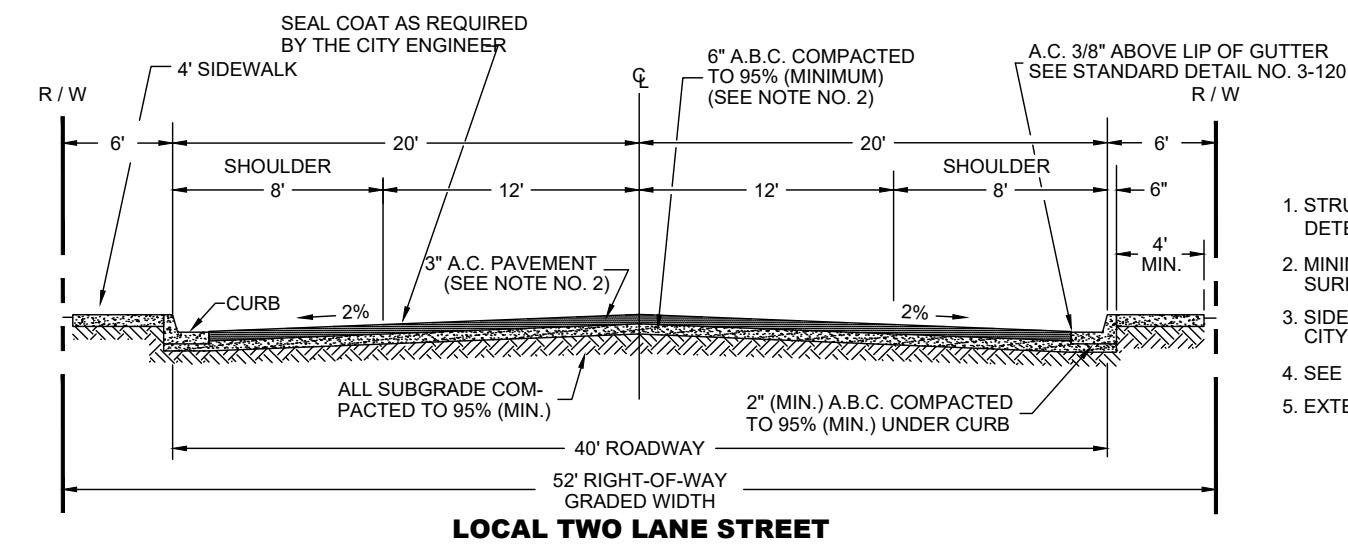 SEAL COAT AS REQUIRED
BY THE CITY ENGINEER
4' SIDEWALK
6" A.B.C. COMPACTED
TO 95% (MINIMUM)
(SEE NOTE NO. 2)
A.C. 3/8" ABOVE LIP OF GUTTER
SEE STANDARD DETAIL NO. 3-120
R / W
℄
R / W
6'
20'
20'
6'
SHOULDER
SHOULDER
8'
12'
12'
8'
6"
4'
MIN.
3" A.C. PAVEMENT
(SEE NOTE NO. 2)
CURB
2%
2%
ALL SUBGRADE COM-
PACTED TO 95% (MIN.)
2" (MIN.) A.B.C. COMPACTED
TO 95% (MIN.) UNDER CURB
40' ROADWAY
52' RIGHT-OF-WAY
GRADED WIDTH
LOCAL TWO LANE STREET
1. STRU
DETE
2. MINI
SURF
3. SIDE
CITY
4. SEE
5. EXTE